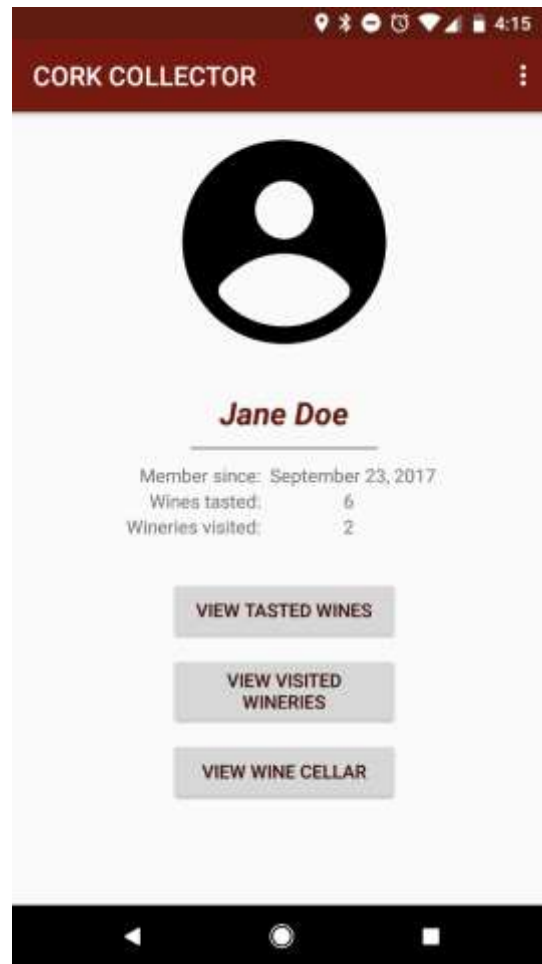 4:15
CORK COLLECTOR
Jane Doe
Member since: September 23, 2017
Wines tasted: 6
Wineries visited: 2
VIEW TASTED WINES
VIEW VISITED
WINERIES
VIEW WINE CELLAR